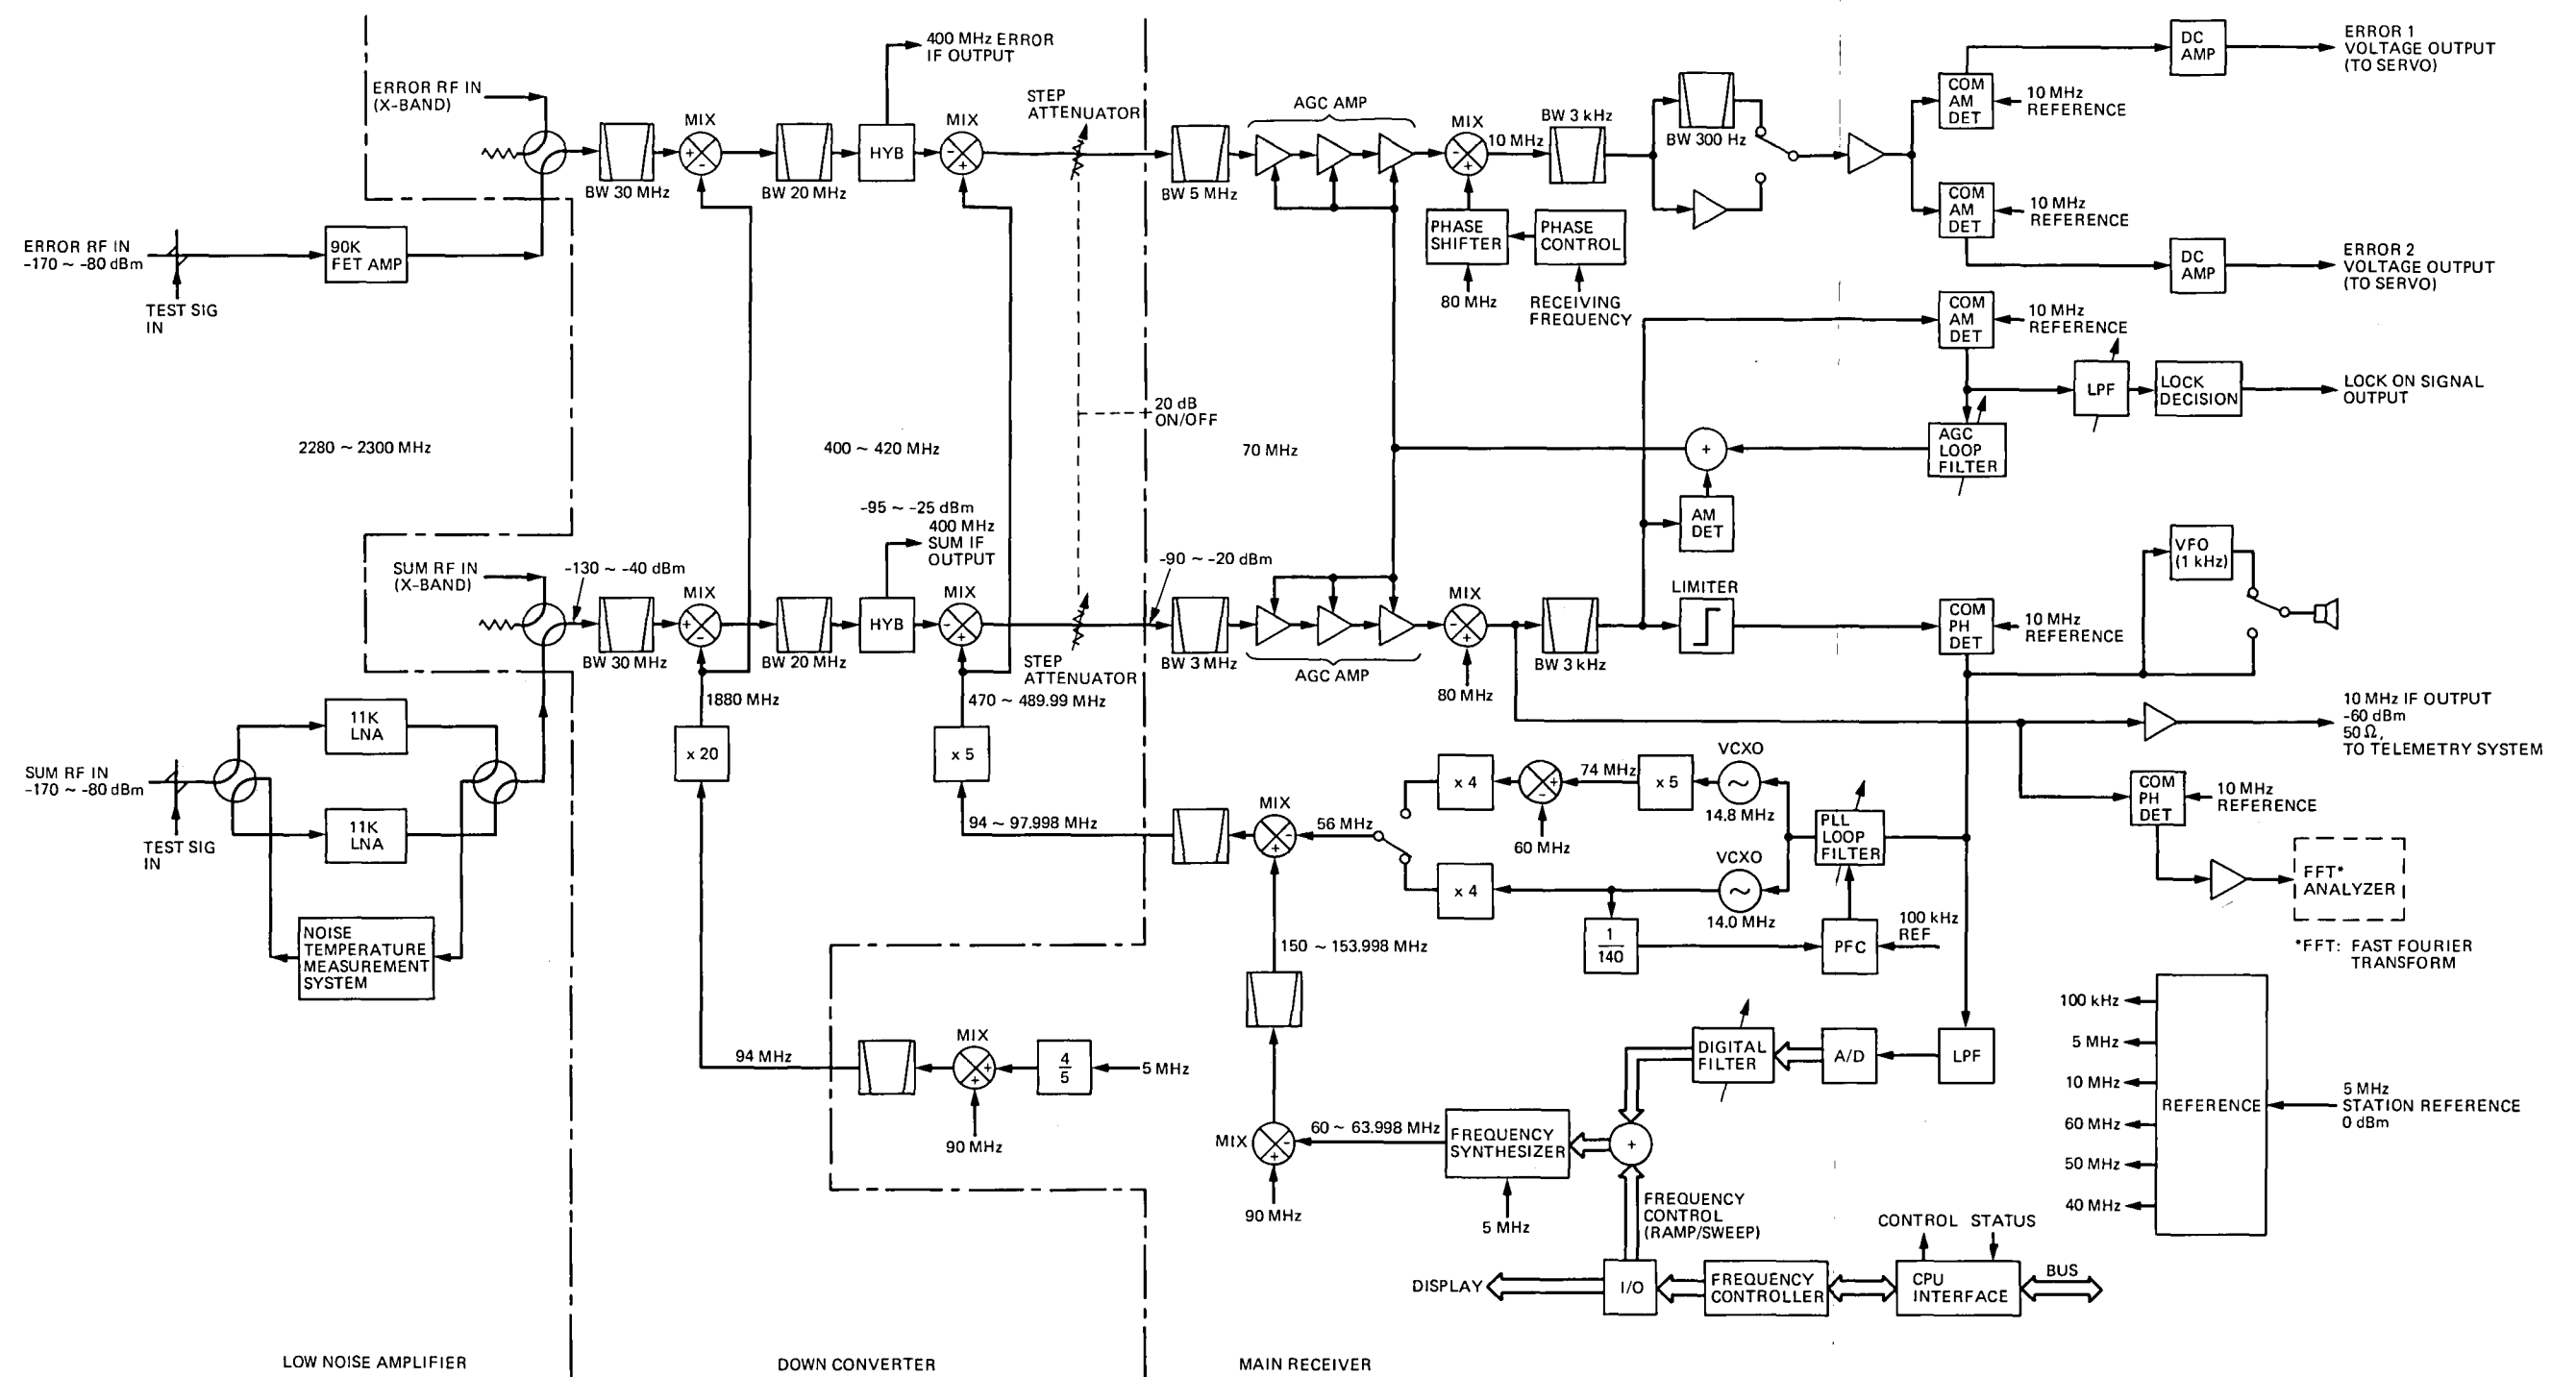 400 MHz ERROR
IF OUTPUT
ERROR RF IN
(X-BAND)
MIX
BW 30 MHz
BW 20 MHz
HYB
STEP
ATTENUATOR
BW 5 MHz
AGC AMP
MIX
10 MHz
BW 3 kHz
BW 300 Hz
COM
AM
DET
10 MHz
REFERENCE
DC
AMP
ERROR 1
VOLTAGE OUTPUT
(TO SERVO)
ERROR RF IN
-170 ~ -80 dBm
TEST SIG
IN
90K
FET AMP
PHASE
SHIFTER
PHASE
CONTROL
80 MHz
RECEIVING
FREQUENCY
COM
AM
DET
10 MHz
REFERENCE
DC
AMP
ERROR 2
VOLTAGE OUTPUT
(TO SERVO)
COM
AM
DET
10 MHz
REFERENCE
LPF
LOCK
DECISION
LOCK ON SIGNAL
OUTPUT
20 dB
ON/OFF
2280 ~ 2300 MHz
400 ~ 420 MHz
70 MHz
+
AGC
LOOP
FILTER
AM
DET
-95 ~ -25 dBm
400 MHz
SUM IF
OUTPUT
SUM RF IN
(X-BAND)
-130 ~ -40 dBm
MIX
BW 30 MHz
BW 20 MHz
HYB
MIX
STEP
ATTENUATOR
-90 ~ -20 dBm
BW 3 MHz
AGC AMP
MIX
80 MHz
BW 3 kHz
LIMITER
COM
PH
DET
10 MHz
REFERENCE
VFO
(1 kHz)
1880 MHz
470 ~ 489.99 MHz
x 20
x 5
11K
LNA
SUM RF IN
-170 ~ -80 dBm
TEST SIG
IN
11K
LNA
NOISE
TEMPERATURE
MEASUREMENT
SYSTEM
10 MHz IF OUTPUT
-60 dBm
50 Ω,
TO TELEMETRY SYSTEM
COM
PH
DET
10 MHz
REFERENCE
FFT*
ANALYZER
*FFT: FAST FOURIER
TRANSFORM
94 ~ 97.998 MHz
MIX
56 MHz
x 4
60 MHz
74 MHz
x 5
VCXO
14.8 MHz
PLL
LOOP
FILTER
x 4
VCXO
14.0 MHz
1
140
PFC
100 kHz
REF
150 ~ 153.998 MHz
94 MHz
MIX
90 MHz
4
5
5 MHz
MIX
90 MHz
60 ~ 63.998 MHz
FREQUENCY
SYNTHESIZER
5 MHz
+
DIGITAL
FILTER
A/D
LPF
FREQUENCY
CONTROL
(RAMP/SWEEP)
DISPLAY
I/O
FREQUENCY
CONTROLLER
CONTROL STATUS
CPU
INTERFACE
BUS
100 kHz
5 MHz
10 MHz
60 MHz
50 MHz
40 MHz
REFERENCE
5 MHz
STATION REFERENCE
0 dBm
LOW NOISE AMPLIFIER
DOWN CONVERTER
MAIN RECEIVER